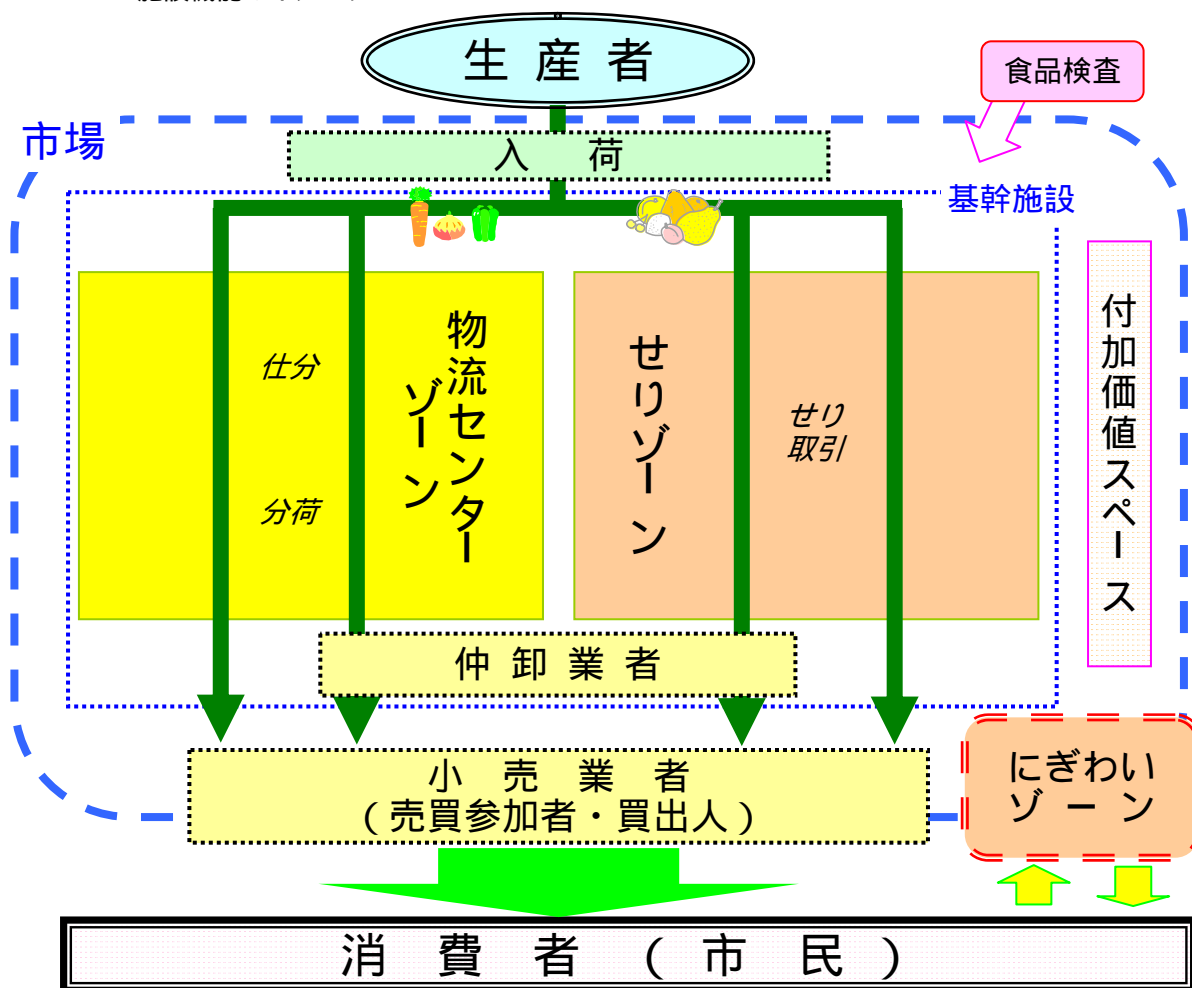 生産者
食品検査
市場
入荷
基幹施設
物流センター
ゾーン
仕分
分荷
せりゾーン
せり
取引
付加価値スペース
仲卸業者
小売業者
(売買参加者・買出人)
にぎわい
ゾーン
消費者(市民)